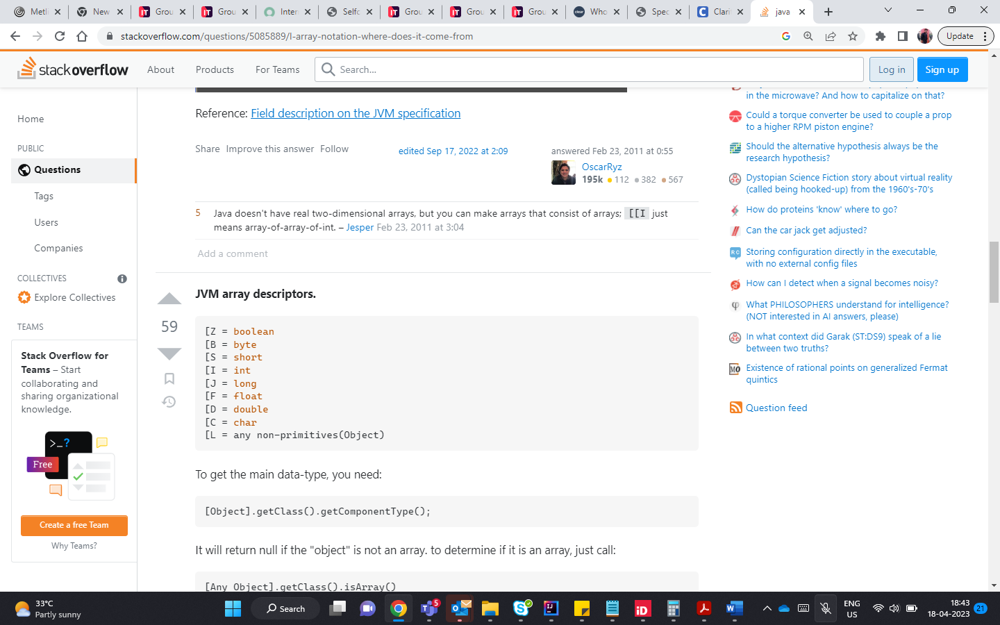 Metl
New
Grou
Grou
Inter
Selfc
Grou
Grou
Grou
Who
Spec
Clari
java
stackoverflow.com/questions/5085889/i-array-notation-where-does-it-come-from
Update
stackoverflow
About
Products
For Teams
Search...
Log in
Sign up
Home
PUBLIC
Questions
Tags
Users
Companies
COLLECTIVES
Explore Collectives
TEAMS
Stack Overflow for
Teams – Start
collaborating and
sharing organizational
knowledge.
>_?
Free
Create a free Team
Why Teams?
Reference: Field description on the JVM specification
Share Improve this answer Follow
edited Sep 17, 2022 at 2:09
answered Feb 23, 2011 at 0:55
OscarRyz
195k 112 382 567
5 Java doesn't have real two-dimensional arrays, but you can make arrays that consist of arrays; [[I just
means array-of-array-of-int. – Jesper Feb 23, 2011 at 3:04
Add a comment
59
JVM array descriptors.
[Z = boolean
[B = byte
[S = short
[I = int
[J = long
[F = float
[D = double
[C = char
[L = any non-primitives(Object)
To get the main data-type, you need:
[Object].getClass().getComponentType();
It will return null if the "object" is not an array. to determine if it is an array, just call:
[Any Object].getClass().isArray()
in the microwave? And how to capitalize on that?
Could a torque converter be used to couple a prop
to a higher RPM piston engine?
Should the alternative hypothesis always be the
research hypothesis?
Dystopian Science Fiction story about virtual reality
(called being hooked-up) from the 1960's-70's
How do proteins 'know' where to go?
Can the car jack get adjusted?
Storing configuration directly in the executable,
with no external config files
How can I detect when a signal becomes noisy?
What PHILOSOPHERS understand for intelligence?
(NOT interested in AI answers, please)
In what context did Garak (ST:DS9) speak of a lie
between two truths?
Existence of rational points on generalized Fermat
quintics
Question feed
33°C
Partly sunny
Search
5
ENG
US
18:43
18-04-2023
21